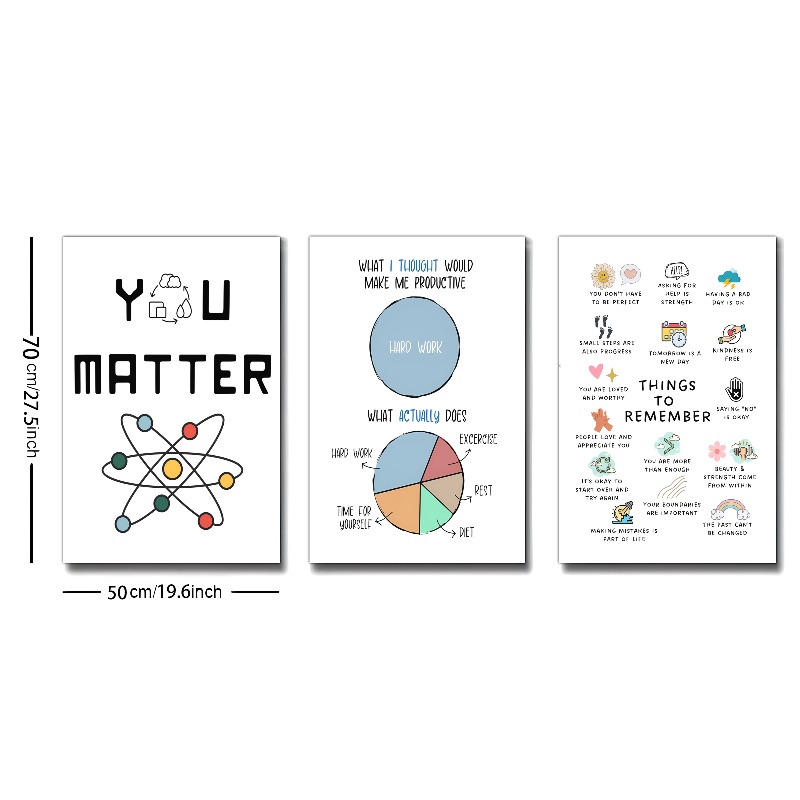 70 cm/27.5inch
50cm/19.6inch
Y U
MATTER
WHAT I THOUGHT WOULD
MAKE ME PRODUCTIVE
HARD WORK
WHAT ACTUALLY DOES
HARD WORK
EXCERCISE
REST
TIME FOR
YOURSELF
DIET
YOU DON'T HAVE
TO BE PERFECT
ASKING FOR
HELP IS
STRENGTH
HAVING A BAD
DAY IS OK
SMALL STEPS ARE
ALSO PROGRESS
TOMORROW IS A
NEW DAY
KINDNESS IS
FREE
YOU ARE LOVED
AND WORTHY
THINGS
TO
REMEMBER
SAYING "NO"
IS OKAY
PEOPLE LOVE AND
APPRECIATE YOU
YOU ARE MORE
THAN ENOUGH
BEAUTY &
STRENGTH COME
FROM WITHIN
IT'S OKAY TO
START OVER AND
TRY AGAIN
YOUR BOUNDARIES
ARE IMPORTANT
MAKING MISTAKES IS
PART OF LIFE
THE PAST CAN'T
BE CHANGED